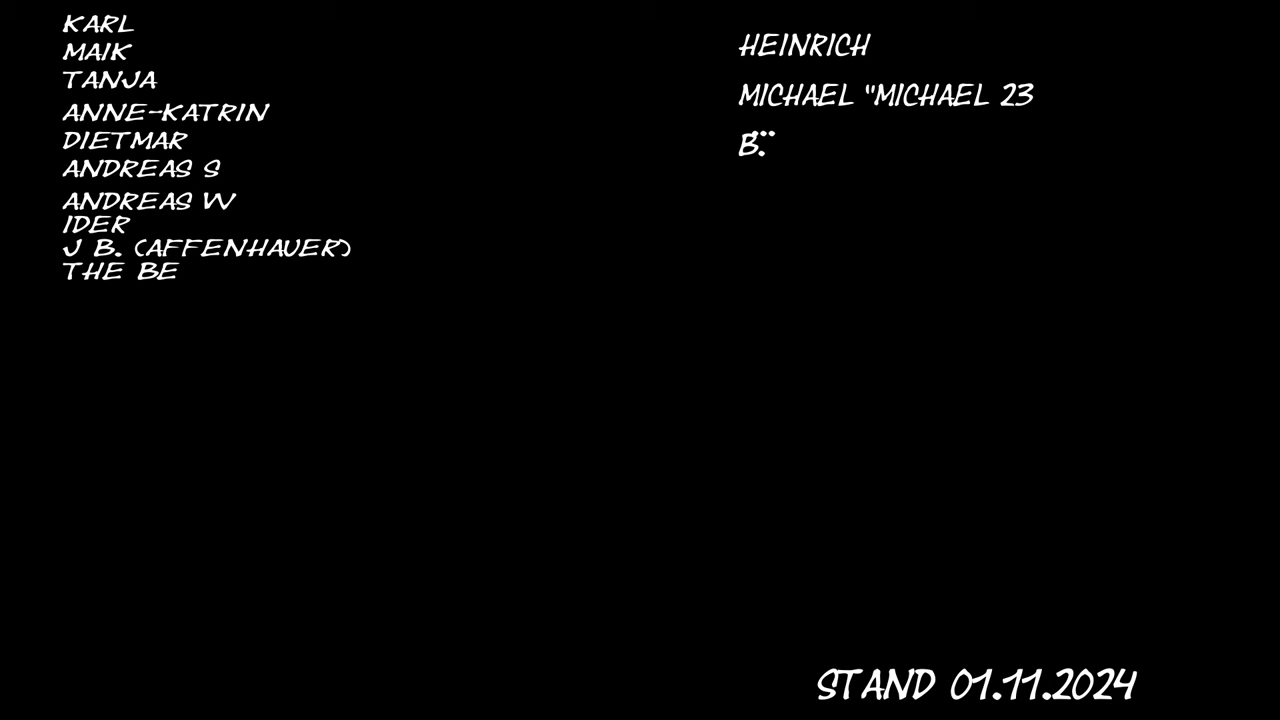 KARL
MAIK
TANJA
ANNE-KATRIN
DIETMAR
ANDREAS S
ANDREAS W
IDER
J B. (AFFENHAUER)
THE BE
HEINRICH
MICHAEL "MICHAEL 23
B.
STAND 01.11.2024